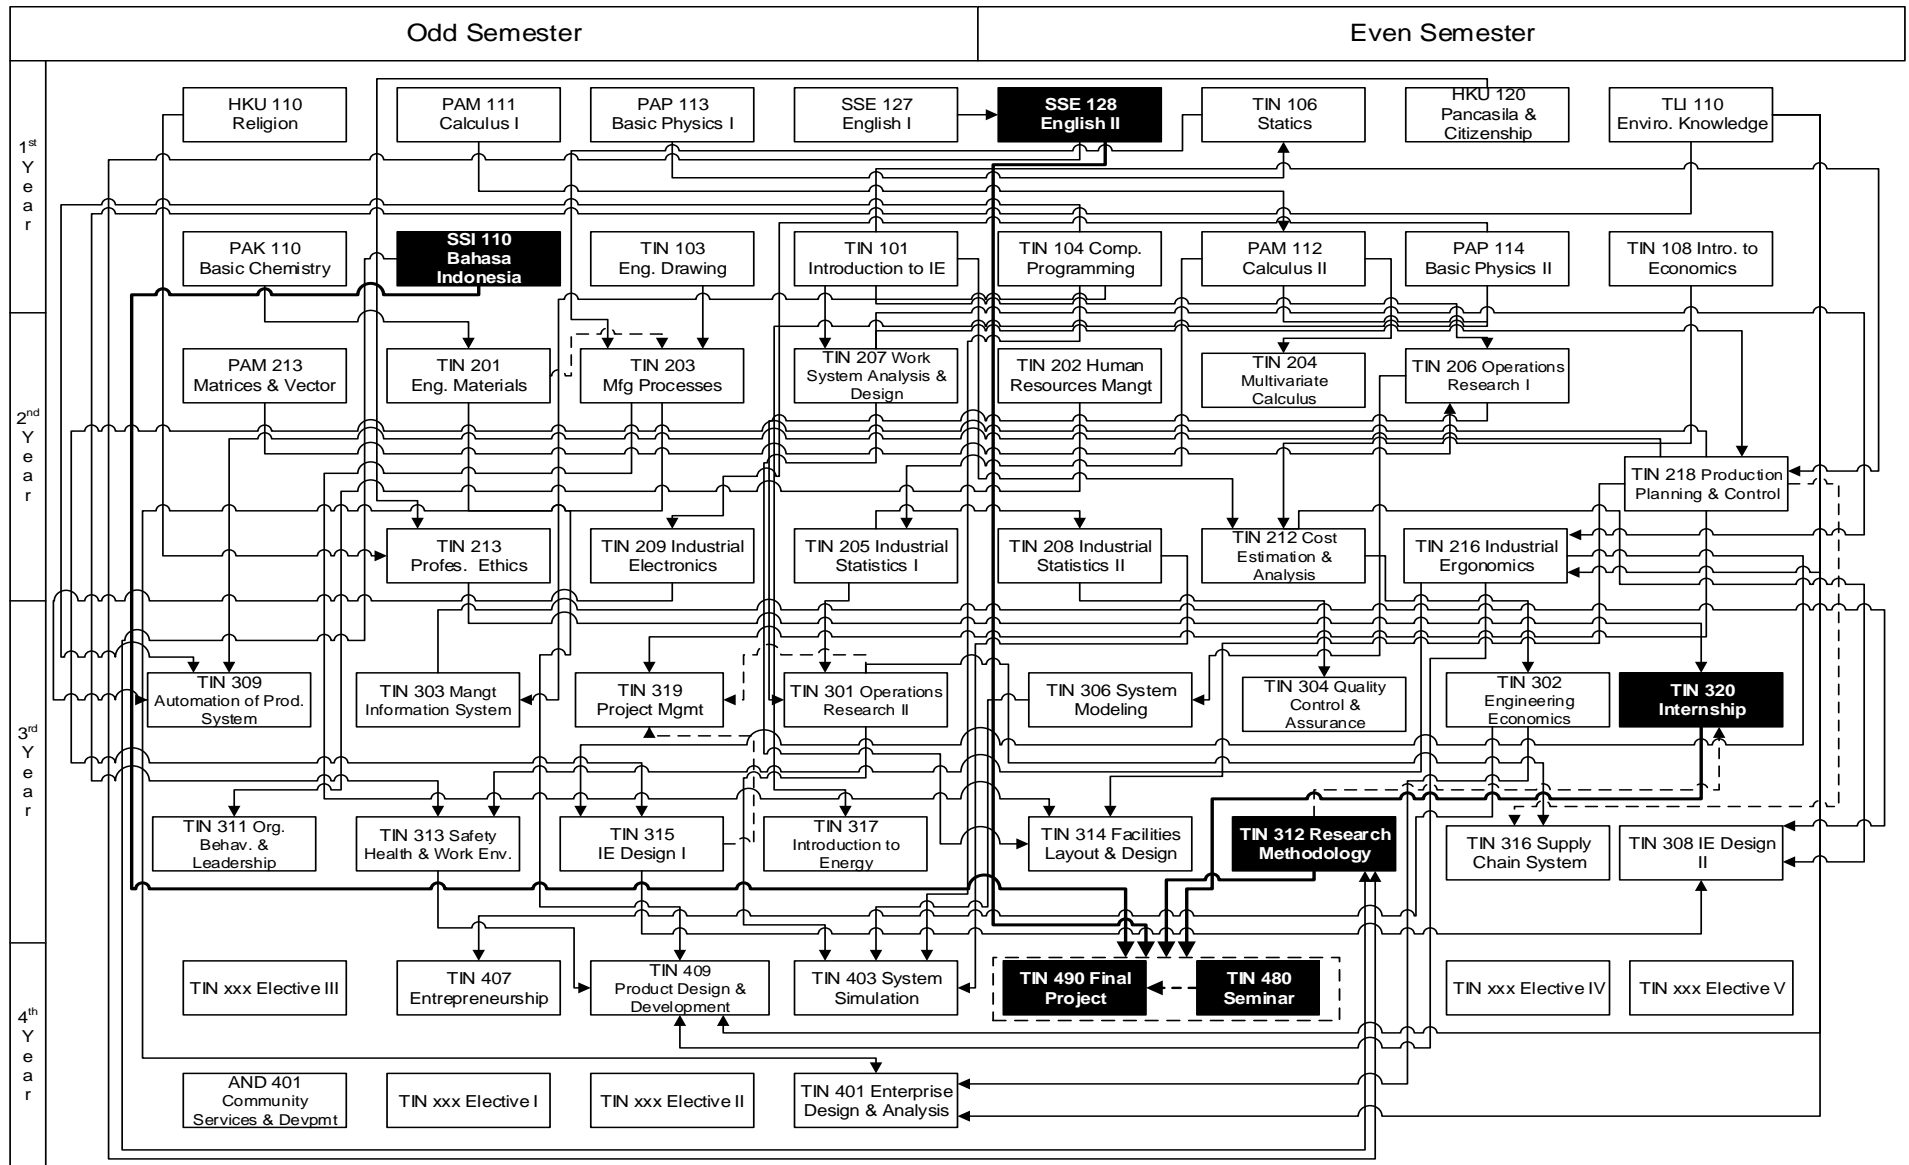 Odd Semester
Even Semester
1st
Y
e
a
r
HKU 110
Religion
PAM 111
Calculus I
PAP 113
Basic Physics I
SSE 127
English I
SSE 128
English II
TIN 106
Statics
HKU 120
Pancasila &
Citizenship
TLI 110
Enviro. Knowledge
PAK 110
Basic Chemistry
SSI 110
Bahasa
Indonesia
TIN 103
Eng. Drawing
TIN 101
Introduction to IE
TIN 104 Comp.
Programming
PAM 112
Calculus II
PAP 114
Basic Physics II
TIN 108 Intro. to
Economics
2nd
Y
e
a
r
PAM 213
Matrices & Vector
TIN 201
Eng. Materials
TIN 203
Mfg Processes
TIN 207 Work
System Analysis &
Design
TIN 202 Human
Resources Mangt
TIN 204
Multivariate
Calculus
TIN 206 Operations
Research I
TIN 218 Production
Planning & Control
TIN 213
Profes. Ethics
TIN 209 Industrial
Electronics
TIN 205 Industrial
Statistics I
TIN 208 Industrial
Statistics II
TIN 212 Cost
Estimation &
Analysis
TIN 216 Industrial
Ergonomics
3rd
Y
e
a
r
TIN 309
Automation of Prod.
System
TIN 303 Mangt
Information System
TIN 319
Project Mgmt
TIN 301 Operations
Research II
TIN 306 System
Modeling
TIN 304 Quality
Control &
Assurance
TIN 302
Engineering
Economics
TIN 320
Internship
TIN 311 Org.
Behav. &
Leadership
TIN 313 Safety
Health & Work Env.
TIN 315
IE Design I
TIN 317
Introduction to
Energy
TIN 314 Facilities
Layout & Design
TIN 312 Research
Methodology
TIN 316 Supply
Chain System
TIN 308 IE Design
II
4th
Y
e
a
r
TIN xxx Elective III
TIN 407
Entrepreneurship
TIN 409
Product Design &
Development
TIN 403 System
Simulation
TIN 490 Final
Project
TIN 480
Seminar
TIN xxx Elective IV
TIN xxx Elective V
AND 401
Community
Services & Devpmt
TIN xxx Elective I
TIN xxx Elective II
TIN 401 Enterprise
Design & Analysis